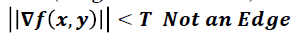 ||∇f(x, y)|| < T Not an Edge